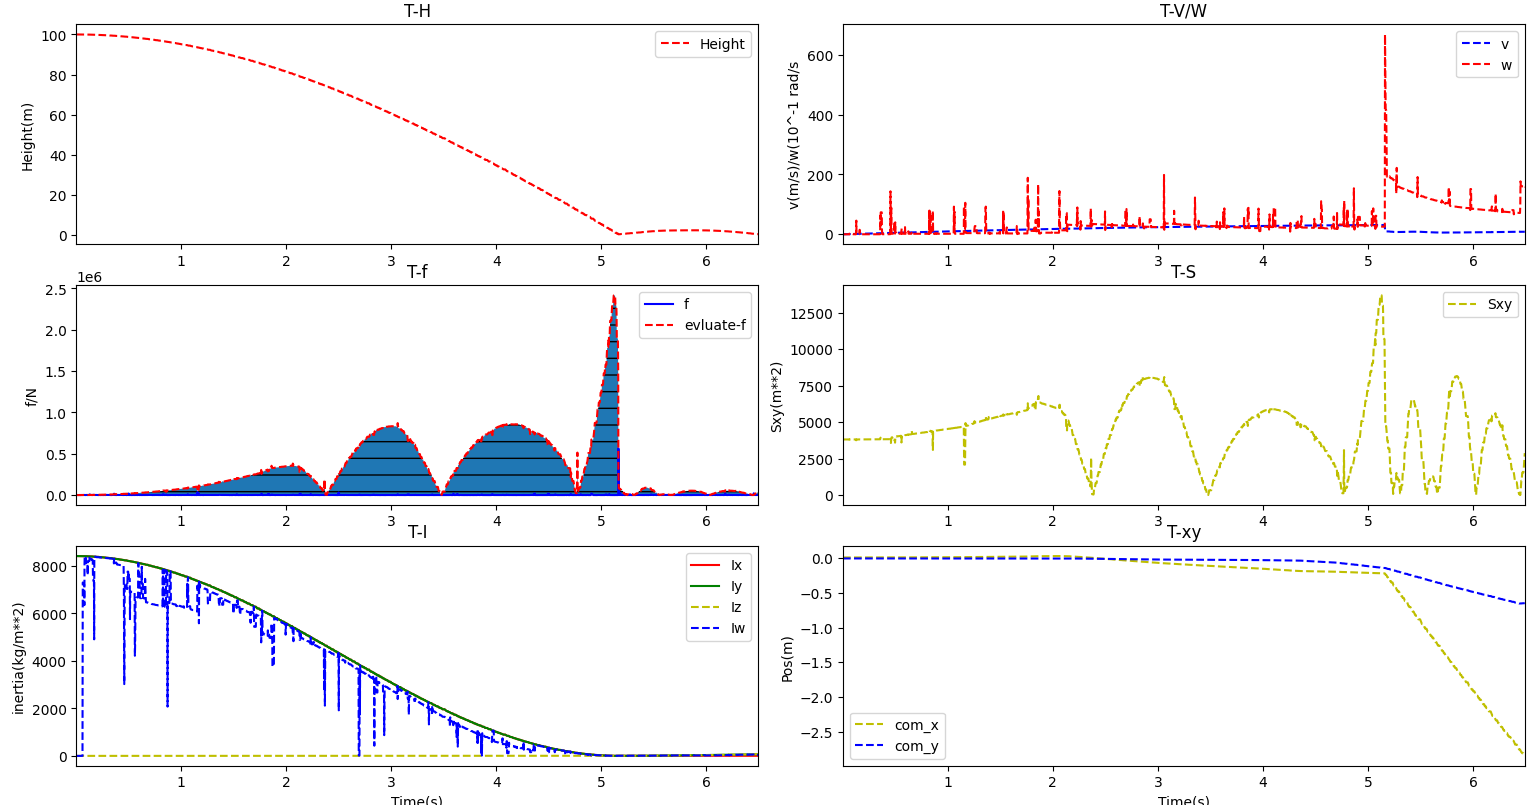 T-H
100
80
60
40
20
0
Height(m)
Height
1 2 3 4 5 6
T-V/W
600
400
200
0
v(m/s)/w(10^-1 rad/s
v
w
1 2 3 4 5 6
T-f
1e6
2.5
2.0
1.5
1.0
0.5
0.0
f/N
f
evluate-f
1 2 3 4 5 6
T-S
12500
10000
7500
5000
2500
0
Sxy(m**2)
Sxy
1 2 3 4 5 6
T-I
8000
6000
4000
2000
0
inertia(kg/m**2)
Ix
Iy
Iz
Iw
1 2 3 4 5 6
Time(s)
T-xy
0.0
−0.5
−1.0
−1.5
−2.0
−2.5
Pos(m)
com_x
com_y
1 2 3 4 5 6
Time(s)